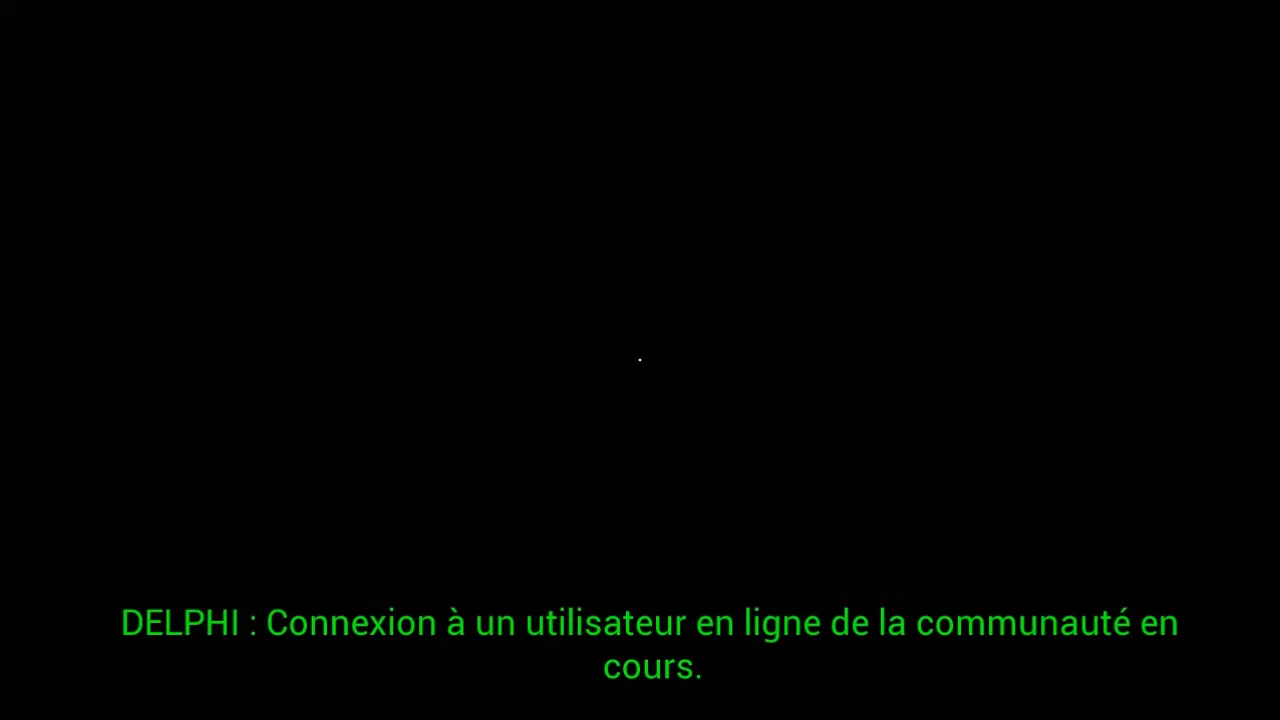 DELPHI : Connexion à un utilisateur en ligne de la communauté en
cours.